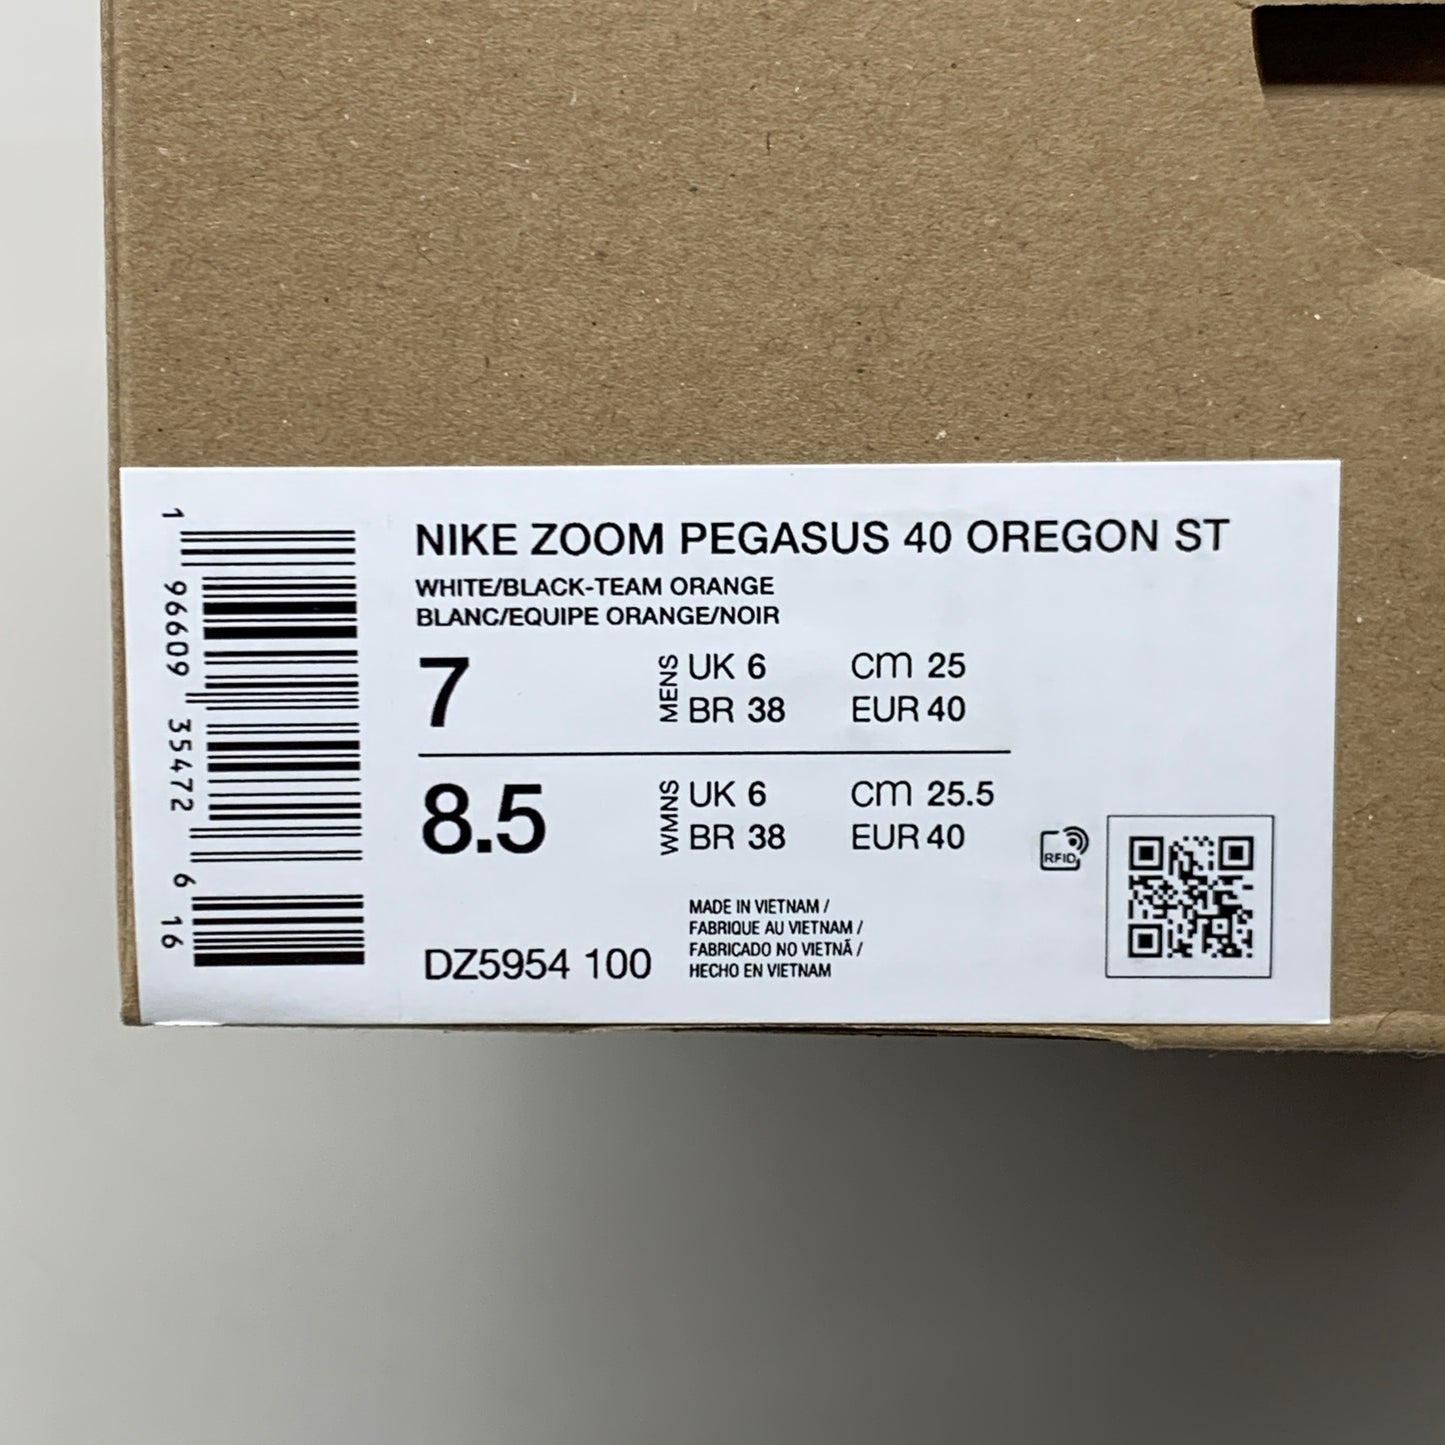 NIKE ZOOM PEGASUS 40 OREGON ST
WHITE/BLACK-TEAM ORANGE
BLANC/EQUIPE ORANGE/NOIR
7
MENS
UK 6 CM 25
BR 38 EUR 40
8.5
WMNS
UK 6 CM 25.5
BR 38 EUR 40
RFID
DZ5954 100
MADE IN VIETNAM /
FABRIQUE AU VIETNAM /
FABRICADO NO VIETNÃ /
HECHO EN VIETNAM
1 96609 35472 6 16